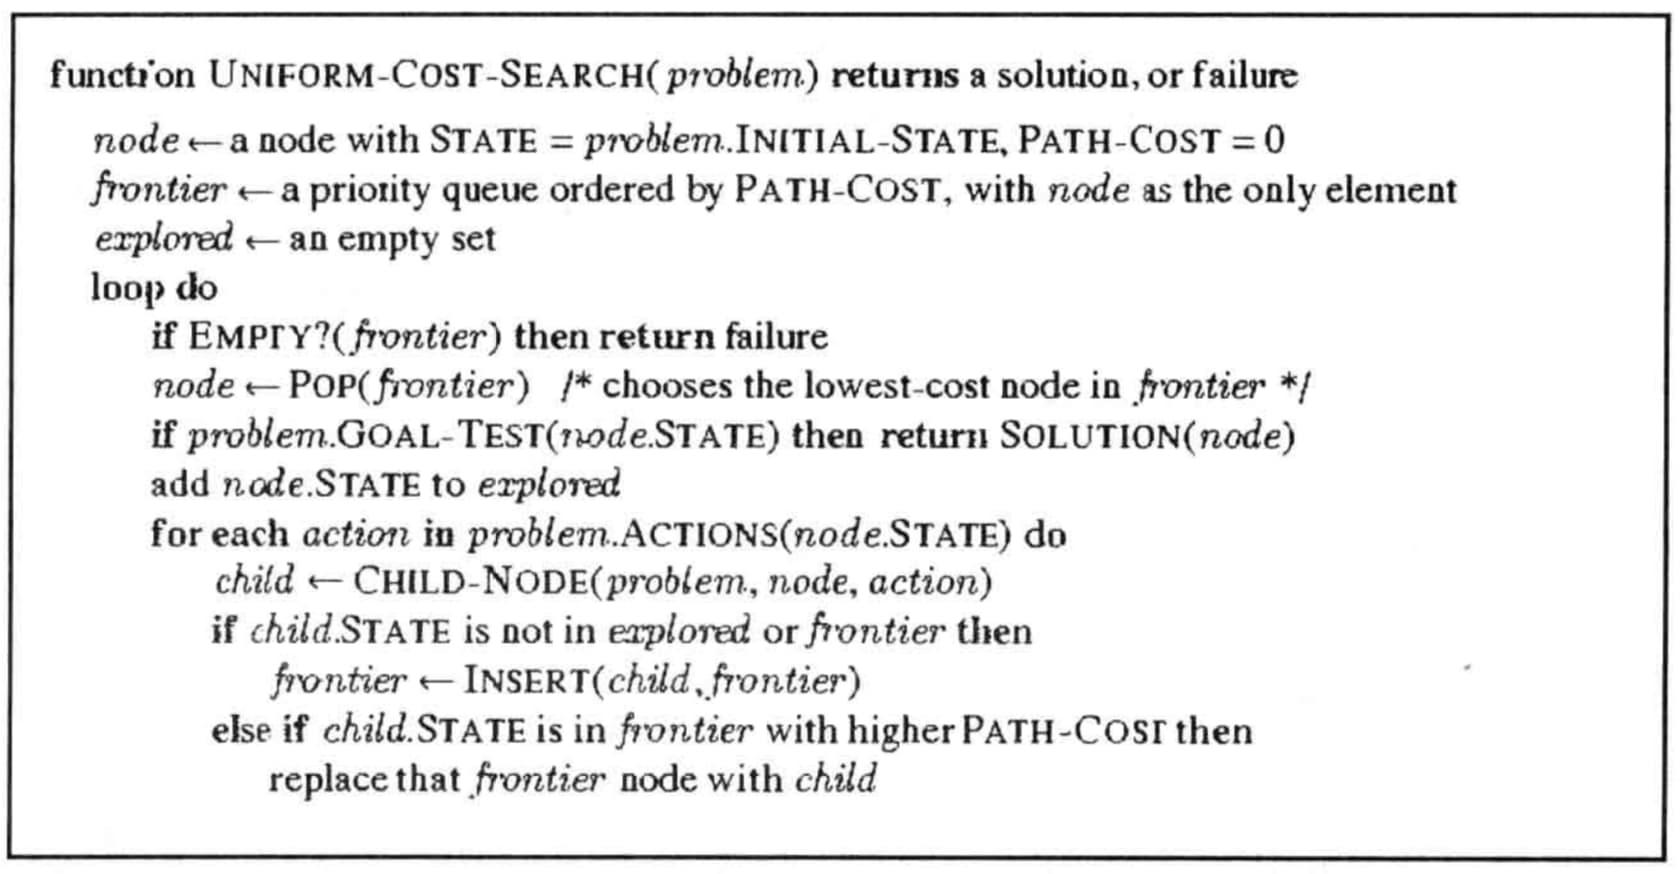 function UNIFORM-COST-SEARCH(problem) returns a solution, or failure
node ← a node with STATE = problem.INITIAL-STATE, PATH-COST = 0
frontier ← a priority queue ordered by PATH-COST, with node as the only element
explored ← an empty set
loop do
if EMPTY?(frontier) then return failure
node ← POP(frontier) /* chooses the lowest-cost node in frontier */
if problem.GOAL-TEST(node.STATE) then return SOLUTION(node)
add node.STATE to explored
for each action in problem.ACTIONS(node.STATE) do
child ← CHILD-NODE(problem, node, action)
if child.STATE is not in explored or frontier then
frontier ← INSERT(child, frontier)
else if child.STATE is in frontier with higher PATH-COST then
replace that frontier node with child